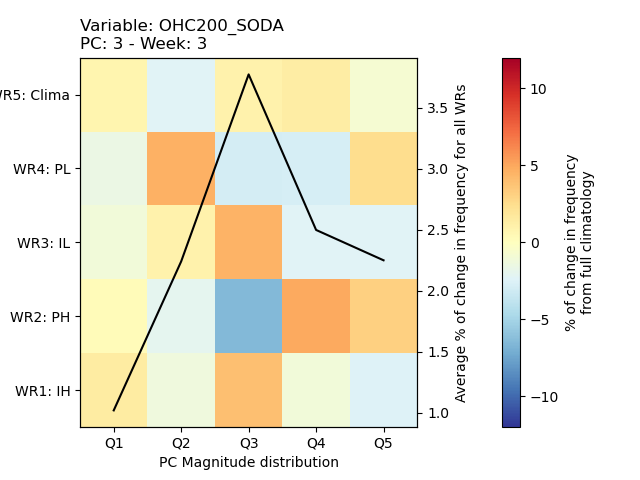 Variable: OHC200_SODA
PC: 3 - Week: 3
R5: Clima
WR4: PL
WR3: IL
WR2: PH
WR1: IH
Q1 Q2 Q3 Q4 Q5
PC Magnitude distribution
3.5
3.0
2.5
2.0
1.5
1.0
Average % of change in frequency for all WRs
10
5
0
−5
−10
% of change in frequency
from full climatology